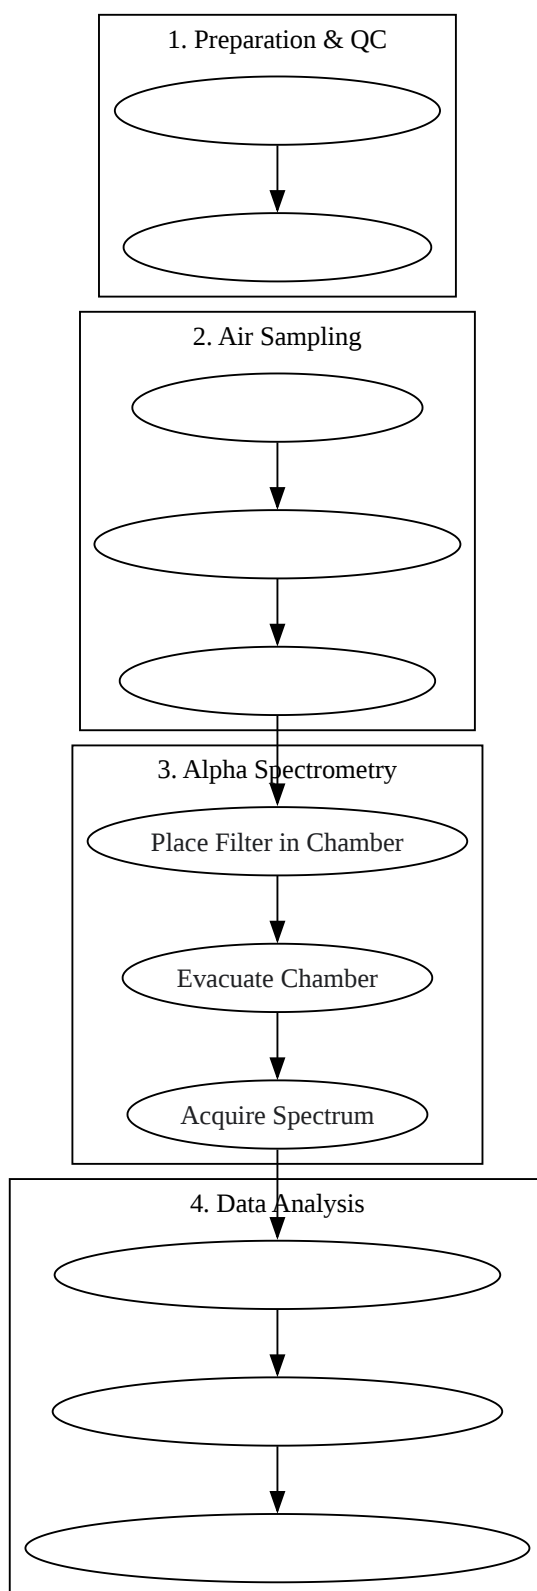 1. Preparation & QC
2. Air Sampling
3. Alpha Spectrometry
Place Filter in Chamber
Evacuate Chamber
Acquire Spectrum
4. Data Analysis